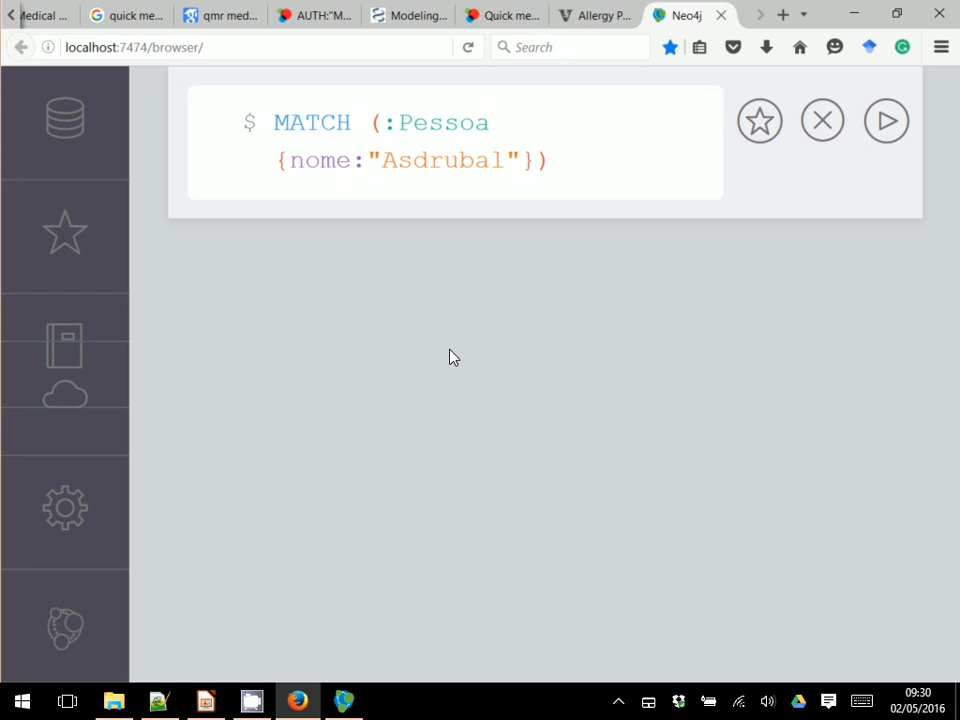 Medical ...
quick me...
qmr med...
AUTH:"M...
Modeling...
Quick me...
Allergy P...
Neo4j
localhost:7474/browser/
Search
$ MATCH (:Pessoa
{nome:"Asdrubal"})
09:30
02/05/2016